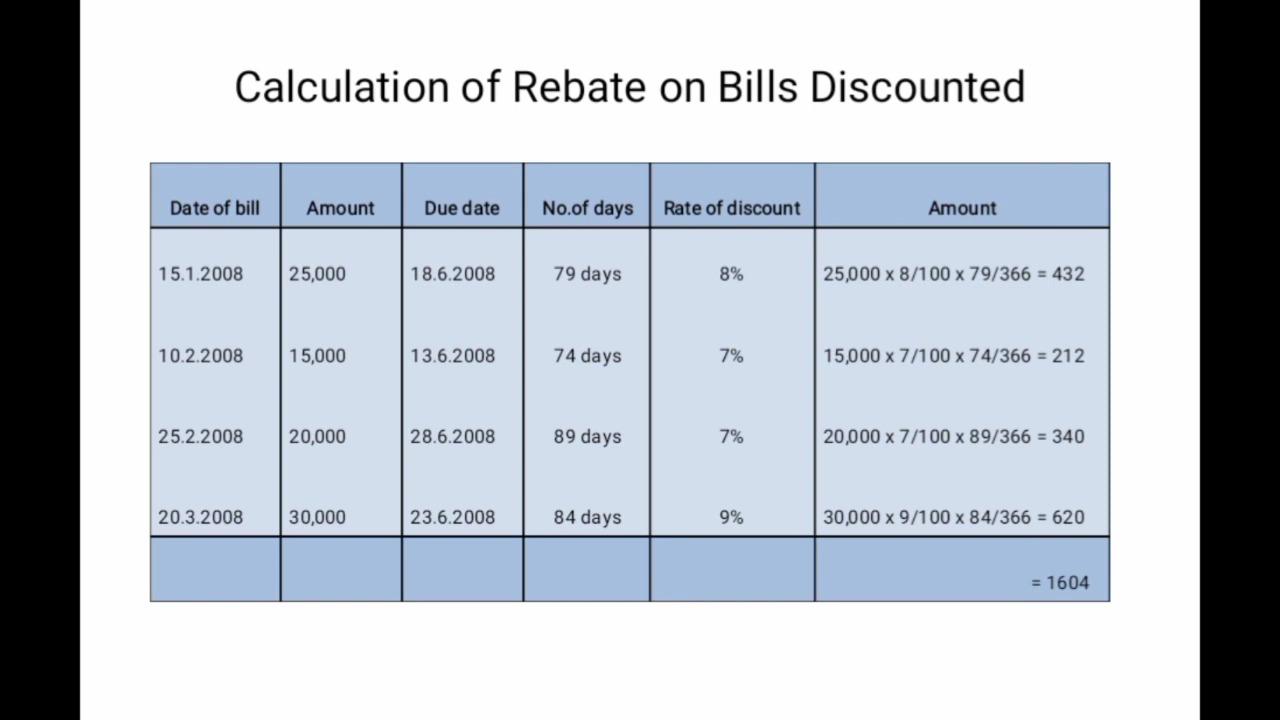 Calculation of Rebate on Bills Discounted
Date of bill Amount Due date No.of days Rate of discount Amount
15.1.2008 25,000 18.6.2008 79 days 8% 25,000 x 8/100 x 79/366 = 432
10.2.2008 15,000 13.6.2008 74 days 7% 15,000 x 7/100 x 74/366 = 212
25.2.2008 20,000 28.6.2008 89 days 7% 20,000 x 7/100 x 89/366 = 340
20.3.2008 30,000 23.6.2008 84 days 9% 30,000 x 9/100 x 84/366 = 620
= 1604